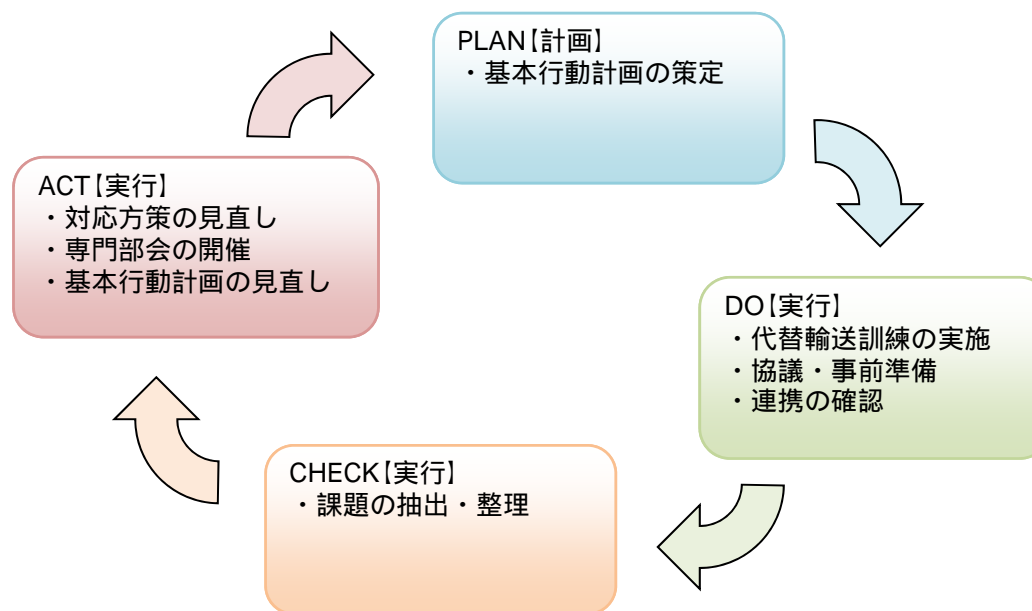 PLAN【計画】
・基本行動計画の策定
DO【実行】
・代替輸送訓練の実施
・協議・事前準備
・連携の確認
CHECK【実行】
・課題の抽出・整理
ACT【実行】
・対応方策の見直し
・専門部会の開催
・基本行動計画の見直し